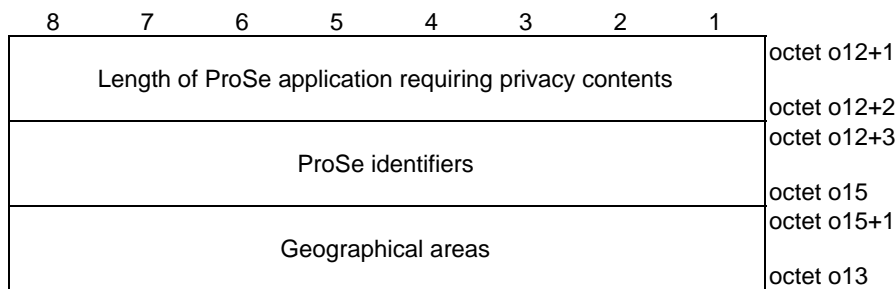 8 7 6 5 4 3 2 1
octet o12+1
Length of ProSe application requiring privacy contents
octet o12+2
octet o12+3
ProSe identifiers
octet o15
octet o15+1
Geographical areas
octet o13